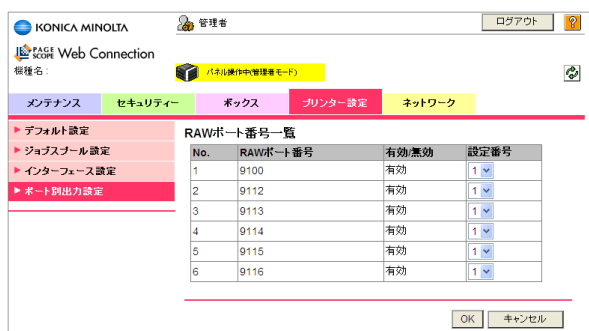 KONICA MINOLTA
管理者
ログアウト
?
PAGE SCOPE Web Connection
機種名:
パネル操作中(管理者モード)
メンテナンス セキュリティー ボックス プリンター設定 ネットワーク
デフォルト設定
ジョブスプール設定
インターフェース設定
ポート別出力設定
RAWポート番号一覧
No. RAWポート番号 有効/無効 設定番号
1 9100 有効 1
2 9112 有効 1
3 9113 有効 1
4 9114 有効 1
5 9115 有効 1
6 9116 有効 1
OK キャンセル